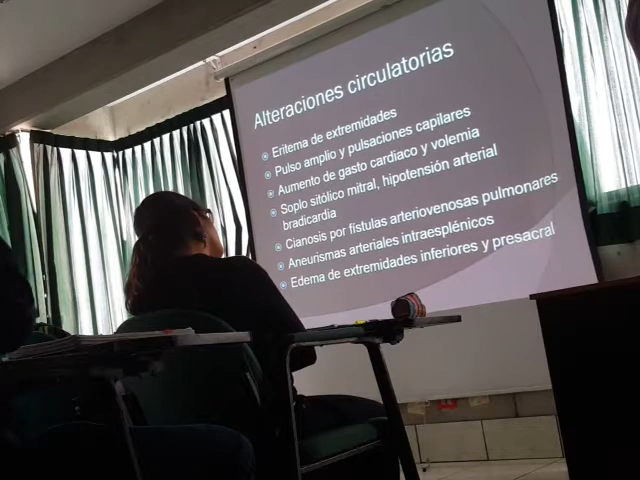 Alteraciones circulatorias
Eritema de extremidades
Pulso amplio y pulsaciones capilares
Aumento de gasto cardiaco y volemia
Soplo sitólico mitral, hipotensión arterial
bradicardia
Cianosis por fístulas arteriovenosas pulmonares
Aneurismas arteriales intraesplénicos
Edema de extremidades inferiores y presacral